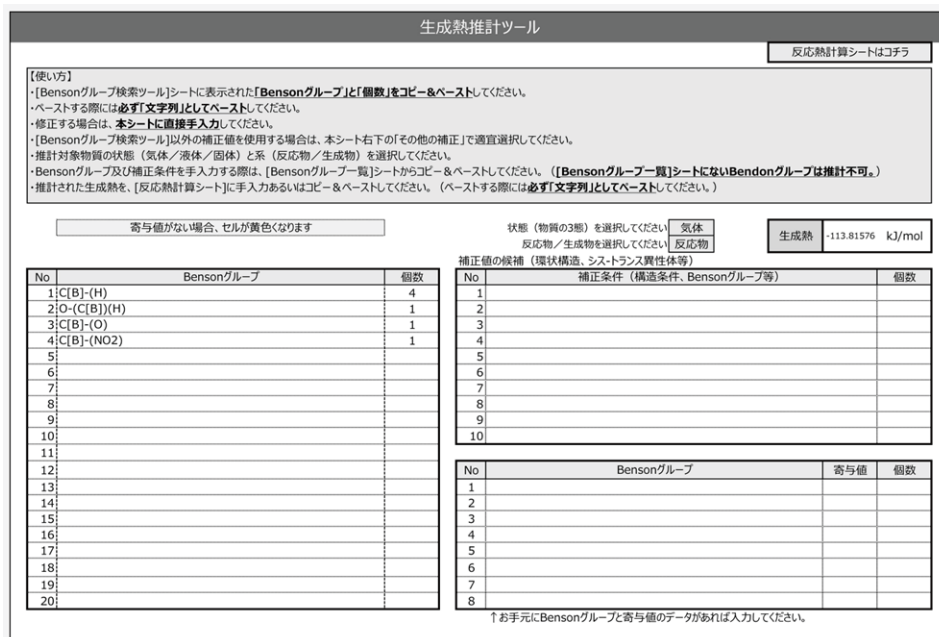 生成熱推計ツール
反応熱計算シートはコチラ
【使い方】
・[Bensonグループ検索ツール]シートに表示された「Bensonグループ」と「個数」をコピー&ペーストしてください。
・ペーストする際には必ず「文字列」としてペーストしてください。
・修正する場合は、本シートに直接手入力してください。
・[Bensonグループ検索ツール]以外の補正値を使用する場合は、本シート右下の「その他の補正」で適宜選択してください。
・推計対象物質の状態（気体／液体／固体）と系（反応物／生成物）を選択してください。
・Bensonグループ及び補正条件を手入力する際は、[Bensonグループ一覧]シートからコピー&ペーストしてください。（[Bensonグループ一覧]シートにないBendonグループは推計不可。）
・推計された生成熱を、[反応熱計算シート]に手入力あるいはコピー&ペーストしてください。（ペーストする際には必ず「文字列」としてペーストしてください。）
寄与値がない場合、セルが黄色くなります
状態（物質の3態）を選択してください 気体
反応物／生成物を選択してください 反応物
生成熱 -113.81576 kJ/mol
補正値の候補（環状構造、シス-トランス異性体等）
No Bensonグループ 個数
1 C[B]-(H) 4
2 O-(C[B])(H) 1
3 C[B]-(O) 1
4 C[B]-(NO2) 1
5
6
7
8
9
10
11
12
13
14
15
16
17
18
19
20
No 補正条件（構造条件、Bensonグループ等） 個数
1
2
3
4
5
6
7
8
9
10
No Bensonグループ 寄与値 個数
1
2
3
4
5
6
7
8
↑お手元にBensonグループと寄与値のデータがあれば入力してください。